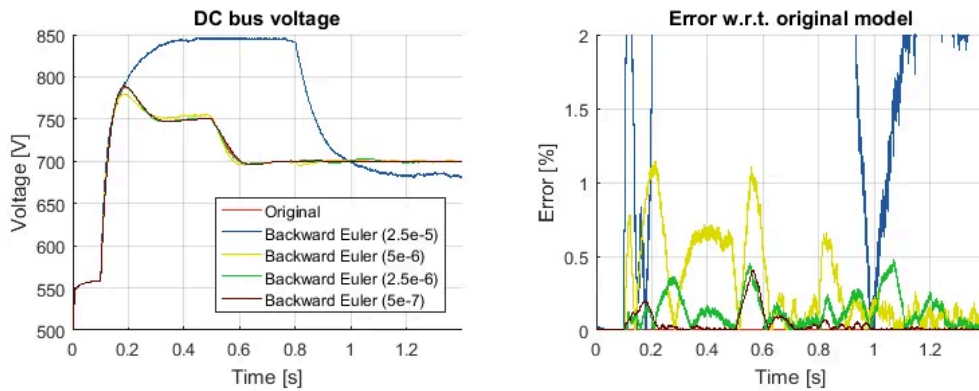 DC bus voltage
850
800
750
700
650
600
550
500
Voltage [V]
Original
Backward Euler (2.5e-5)
Backward Euler (5e-6)
Backward Euler (2.5e-6)
Backward Euler (5e-7)
0 0.2 0.4 0.6 0.8 1 1.2
Time [s]
Error w.r.t. original model
2
1.5
1
0.5
0
Error [%]
0 0.2 0.4 0.6 0.8 1 1.2
Time [s]